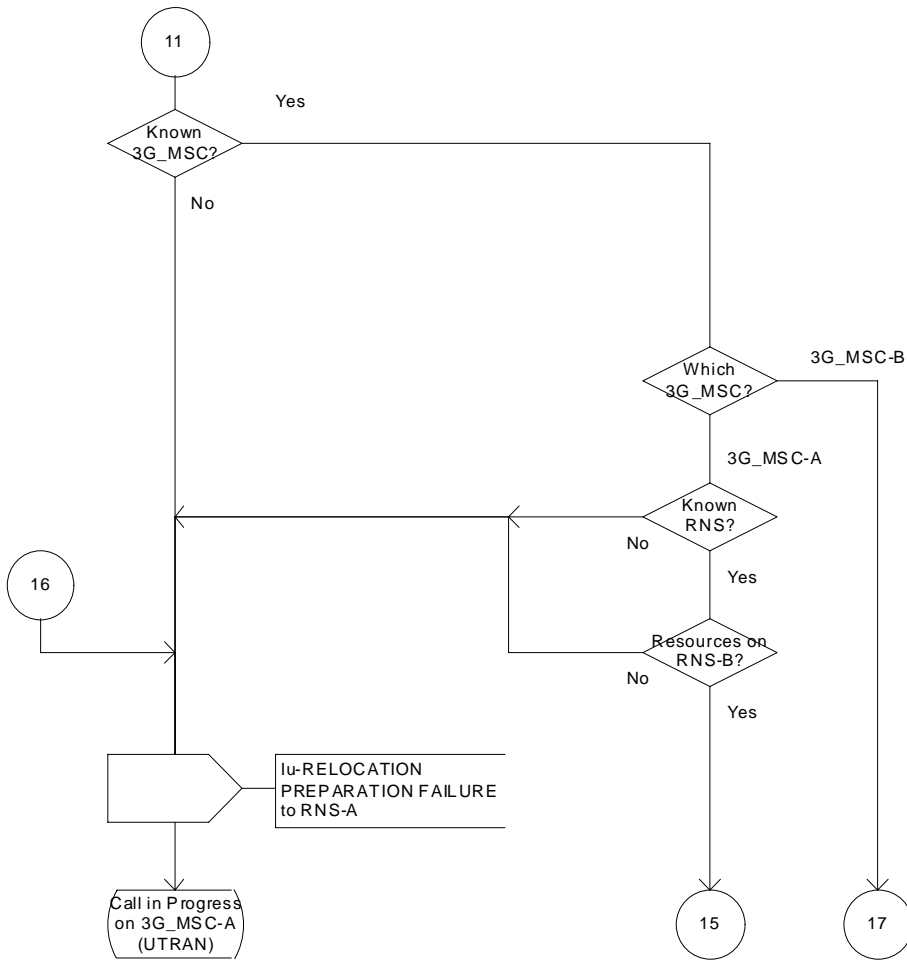 11
Yes
Known
3G_MSC?
No
3G_MSC-B
Which
3G_MSC?
3G_MSC-A
Known
RNS?
No
Yes
16
Resources on
RNS-B?
No
Yes
Iu-RELOCATION
PREPARATION FAILURE
to RNS-A
Call in Progress
on 3G_MSC-A
(UTRAN)
15
17